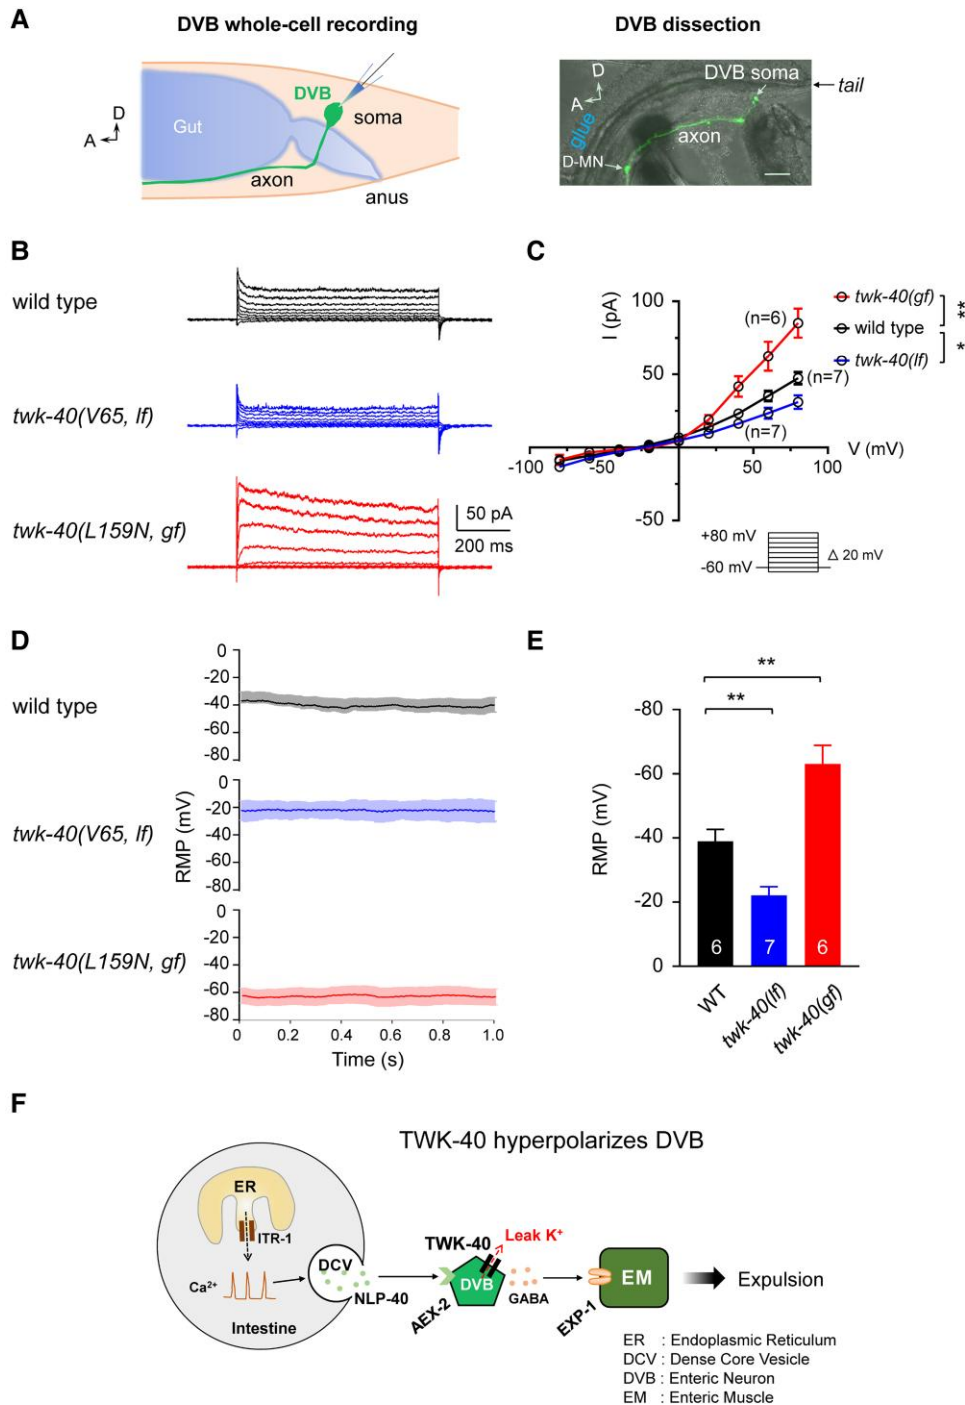 A
DVB whole-cell recording
DVB dissection
D
A
Gut
DVB
soma
axon
anus
D
A
glue
DVB soma
axon
D-MN
tail
B
wild type
twk-40(V65, lf)
twk-40(L159N, gf)
50 pA
200 ms
C
I (pA)
100
50
-50
-100
-50
0
50
100
V (mV)
(n=6)
(n=7)
(n=7)
twk-40(gf)
wild type
twk-40(lf)
**
*
+80 mV
-60 mV
Δ 20 mV
D
wild type
twk-40(V65, lf)
twk-40(L159N, gf)
RMP (mV)
0
-20
-40
-60
-80
0
-20
-40
-60
-80
0
-20
-40
-60
-80
0
0.2
0.4
0.6
0.8
1.0
Time (s)
E
**
**
RMP (mV)
-80
-60
-40
-20
0
6
7
6
WT
twk-40(lf)
twk-40(gf)
F
TWK-40 hyperpolarizes DVB
ER
ITR-1
Ca2+
Intestine
DCV
NLP-40
TWK-40
Leak K+
AEX-2
DVB
GABA
EXP-1
EM
Expulsion
ER : Endoplasmic Reticulum
DCV : Dense Core Vesicle
DVB : Enteric Neuron
EM : Enteric Muscle